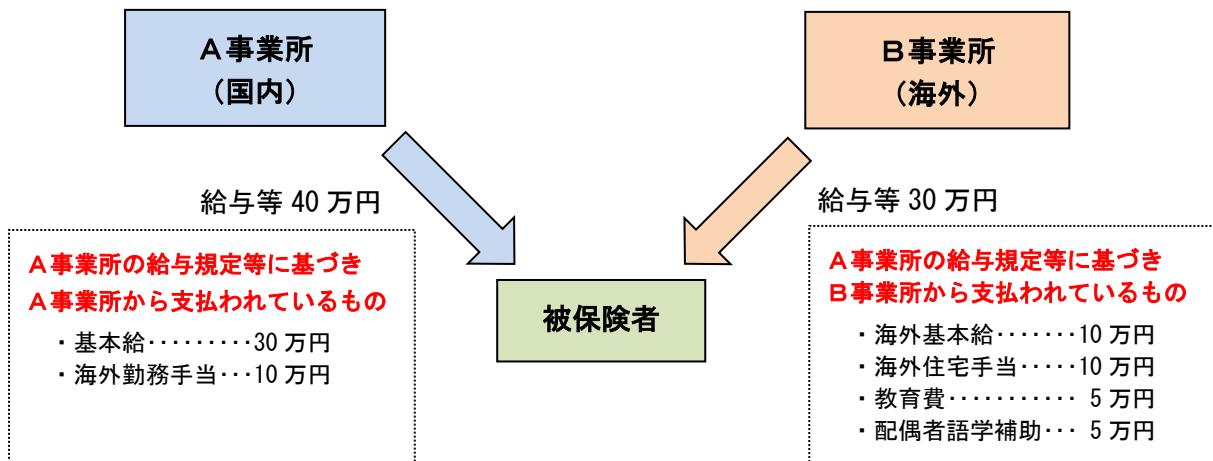 A事業所
(国内)
B事業所
(海外)
給与等 40 万円
給与等 30 万円
A事業所の給与規定等に基づき
A事業所から支払われているもの
・基本給·········30 万円
・海外勤務手当···10 万円
被保険者
A事業所の給与規定等に基づき
B事業所から支払われているもの
・海外基本給·······10 万円
・海外住宅手当·····10 万円
・教育費··········· 5 万円
・配偶者語学補助··· 5 万円